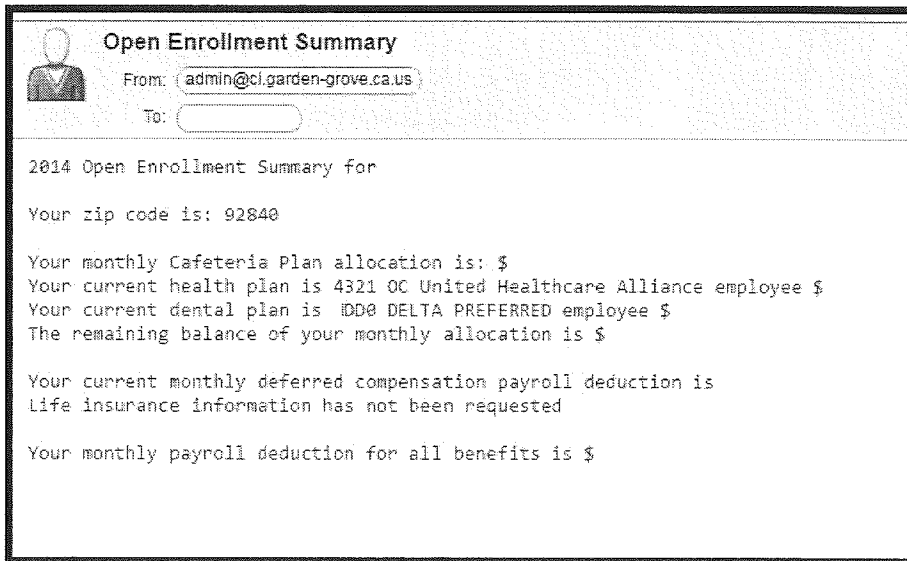 Open Enrollment Summary
From: admin@ci.garden-grove.ca.us
To:
2014 Open Enrollment Summary for
Your zip code is: 92840
Your monthly Cafeteria Plan allocation is: $
Your current health plan is 4321 OC United Healthcare Alliance employee $
Your current dental plan is DD0 DELTA PREFERRED employee $
The remaining balance of your monthly allocation is $
Your current monthly deferred compensation payroll deduction is
Life insurance information has not been requested
Your monthly payroll deduction for all benefits is $